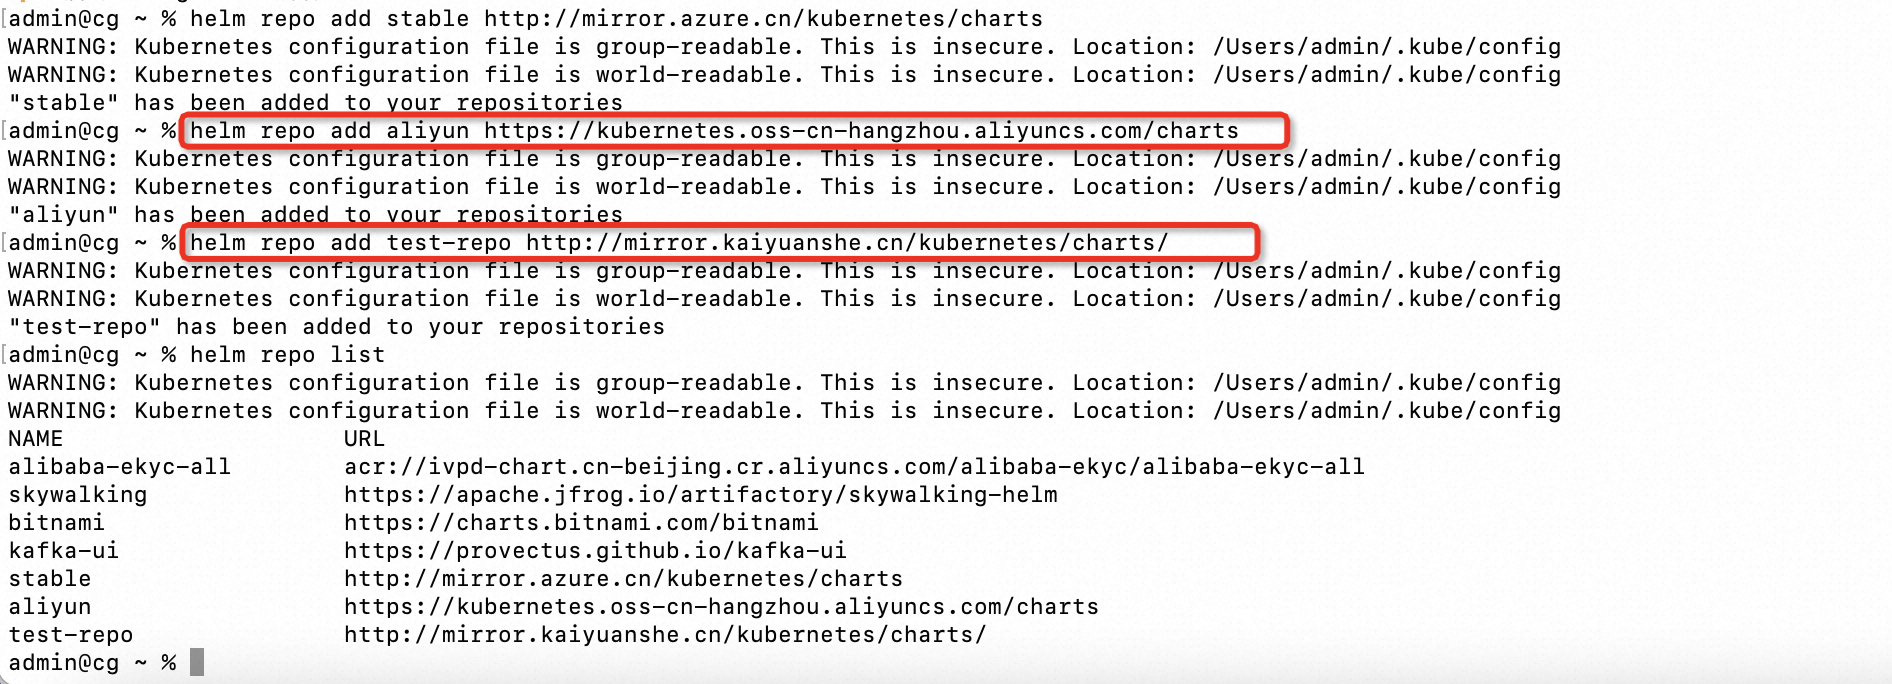 [admin@cg ~ % helm repo add stable http://mirror.azure.cn/kubernetes/charts
WARNING: Kubernetes configuration file is group-readable. This is insecure. Location: /Users/admin/.kube/config
WARNING: Kubernetes configuration file is world-readable. This is insecure. Location: /Users/admin/.kube/config
"stable" has been added to your repositories
[admin@cg ~ % helm repo add aliyun https://kubernetes.oss-cn-hangzhou.aliyuncs.com/charts
WARNING: Kubernetes configuration file is group-readable. This is insecure. Location: /Users/admin/.kube/config
WARNING: Kubernetes configuration file is world-readable. This is insecure. Location: /Users/admin/.kube/config
"aliyun" has been added to your repositories
[admin@cg ~ % helm repo add test-repo http://mirror.kaiyuanshe.cn/kubernetes/charts/
WARNING: Kubernetes configuration file is group-readable. This is insecure. Location: /Users/admin/.kube/config
WARNING: Kubernetes configuration file is world-readable. This is insecure. Location: /Users/admin/.kube/config
"test-repo" has been added to your repositories
[admin@cg ~ % helm repo list
WARNING: Kubernetes configuration file is group-readable. This is insecure. Location: /Users/admin/.kube/config
WARNING: Kubernetes configuration file is world-readable. This is insecure. Location: /Users/admin/.kube/config
NAME URL
alibaba-ekyc-all acr://ivpd-chart.cn-beijing.cr.aliyuncs.com/alibaba-ekyc/alibaba-ekyc-all
skywalking https://apache.jfrog.io/artifactory/skywalking-helm
bitnami https://charts.bitnami.com/bitnami
kafka-ui https://provectus.github.io/kafka-ui
stable http://mirror.azure.cn/kubernetes/charts
aliyun https://kubernetes.oss-cn-hangzhou.aliyuncs.com/charts
test-repo http://mirror.kaiyuanshe.cn/kubernetes/charts/
admin@cg ~ %